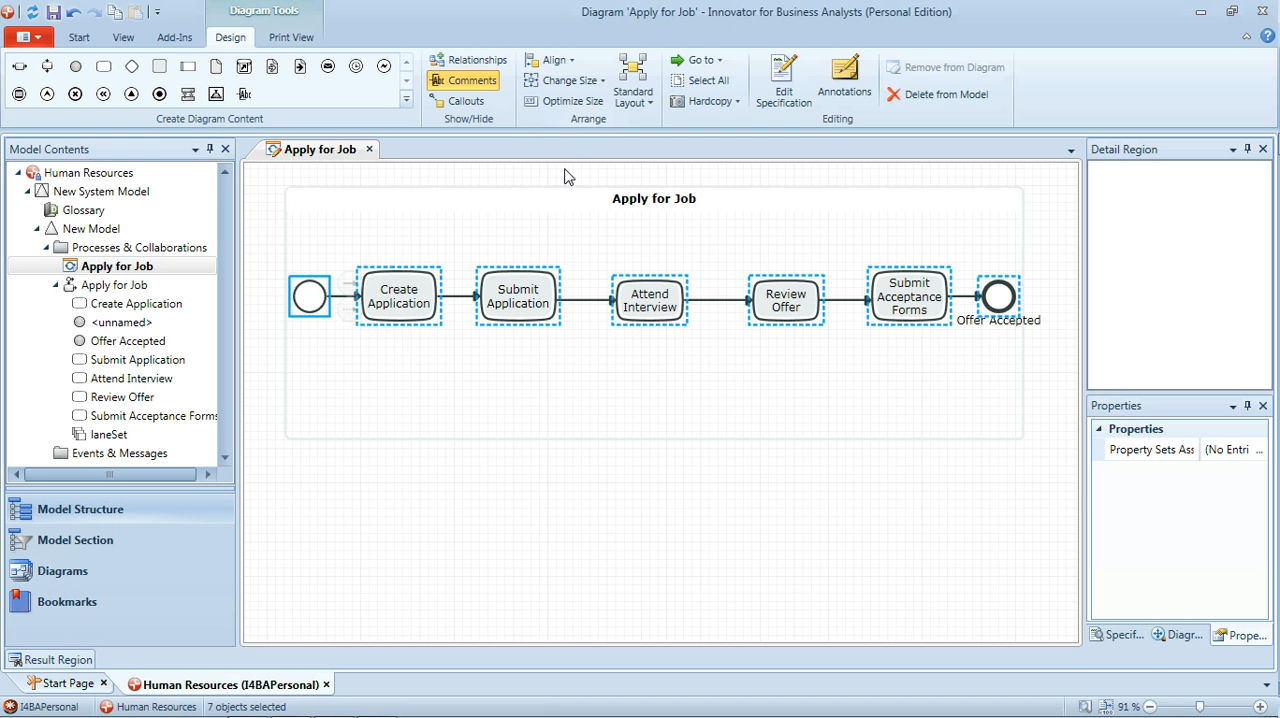 Diagram Tools
Diagram 'Apply for Job' - Innovator for Business Analysts (Personal Edition)
Start
View
Add-Ins
Design
Print View
Abc
Create Diagram Content
Relationships
Abc Comments
Callouts
Show/Hide
Align
Change Size
Optimize Size
Standard
Layout
Arrange
Go to
Select All
Hardcopy
Edit
Specification
Annotations
Remove from Diagram
Delete from Model
Editing
Model Contents
Human Resources
New System Model
Glossary
New Model
Processes & Collaborations
Apply for Job
Apply for Job
Create Application
<unnamed>
Offer Accepted
Submit Application
Attend Interview
Review Offer
Submit Acceptance Forms
laneSet
Events & Messages
Model Structure
Model Section
Diagrams
Bookmarks
Apply for Job
Apply for Job
Create
Application
Submit
Application
Attend
Interview
Review
Offer
Submit
Acceptance
Forms
Offer Accepted
Detail Region
Properties
Properties
Property Sets Ass (No Entri ...
Specif...
Diagr...
Prope...
Result Region
Start Page
Human Resources (I4BAPersonal)
I4BAPersonal
Human Resources
7 objects selected
91 %